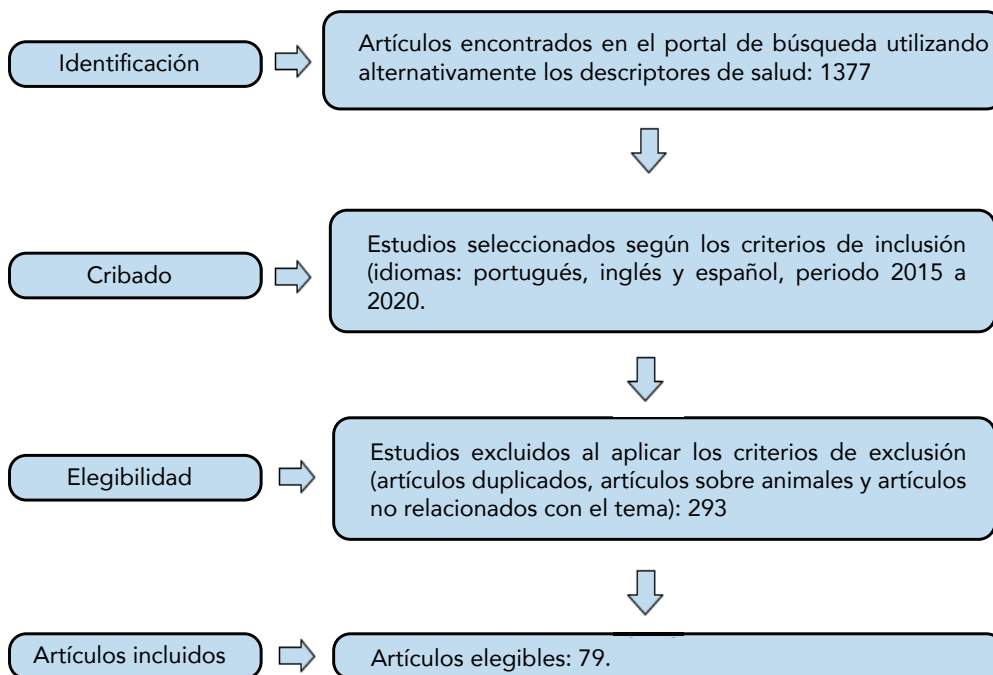 Identificación
Artículos encontrados en el portal de búsqueda utilizando
alternativamente los descriptores de salud: 1377
Cribado
Estudios seleccionados según los criterios de inclusión
(idiomas: portugués, inglés y español, periodo 2015 a
2020.
Elegibilidad
Estudios excluidos al aplicar los criterios de exclusión
(artículos duplicados, artículos sobre animales y artículos
no relacionados con el tema): 293
Artículos incluidos
Artículos elegibles: 79.